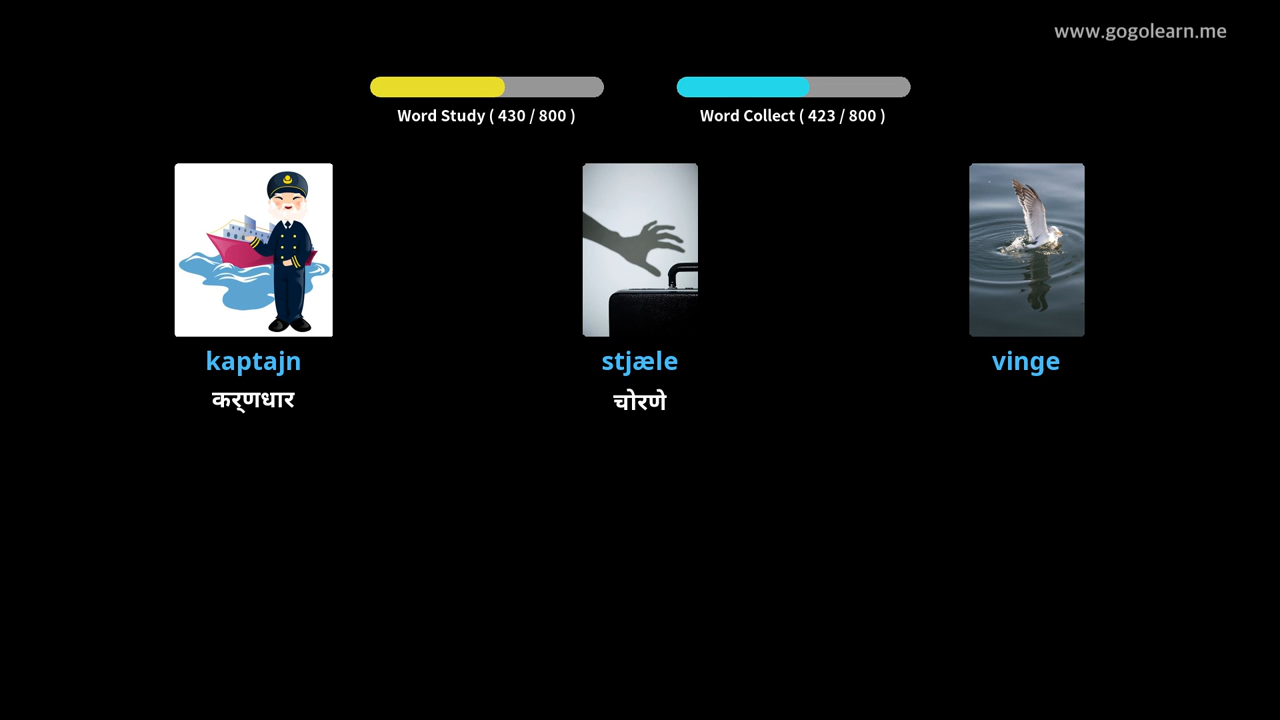 www.gogolearn.me
Word Study ( 430 / 800 )
Word Collect ( 423 / 800 )
kaptajn
stjæle
vinge
कर्‌णधार
चोरणे